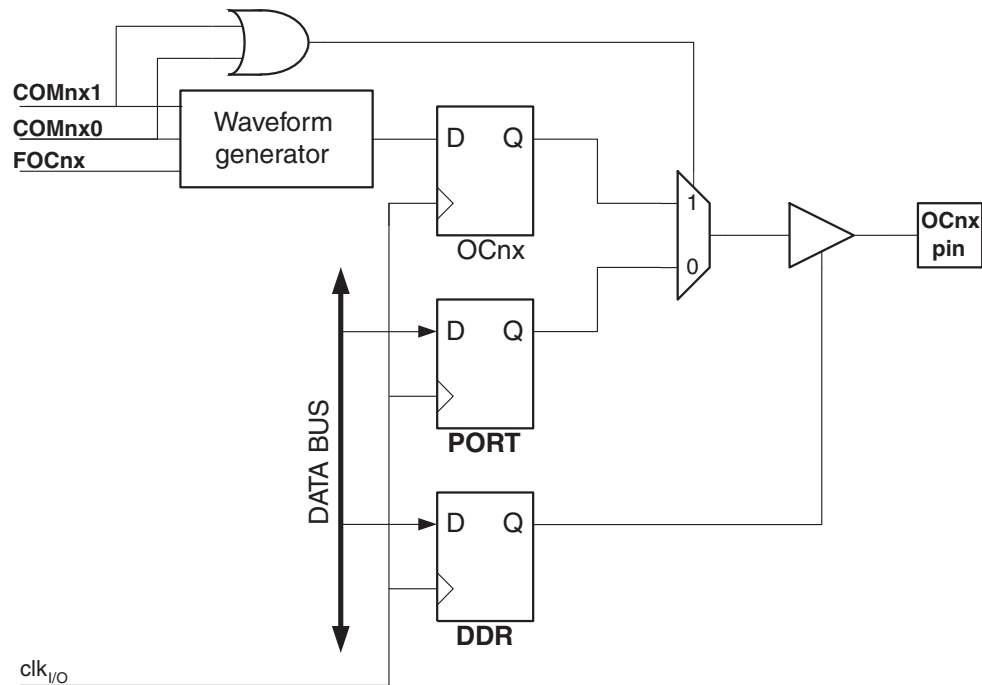 COMnx1
COMnx0
FOCnx
Waveform
generator
D Q
OCnx
1
0
OCnx
pin
DATA BUS
D Q
PORT
D Q
DDR
clkI/O